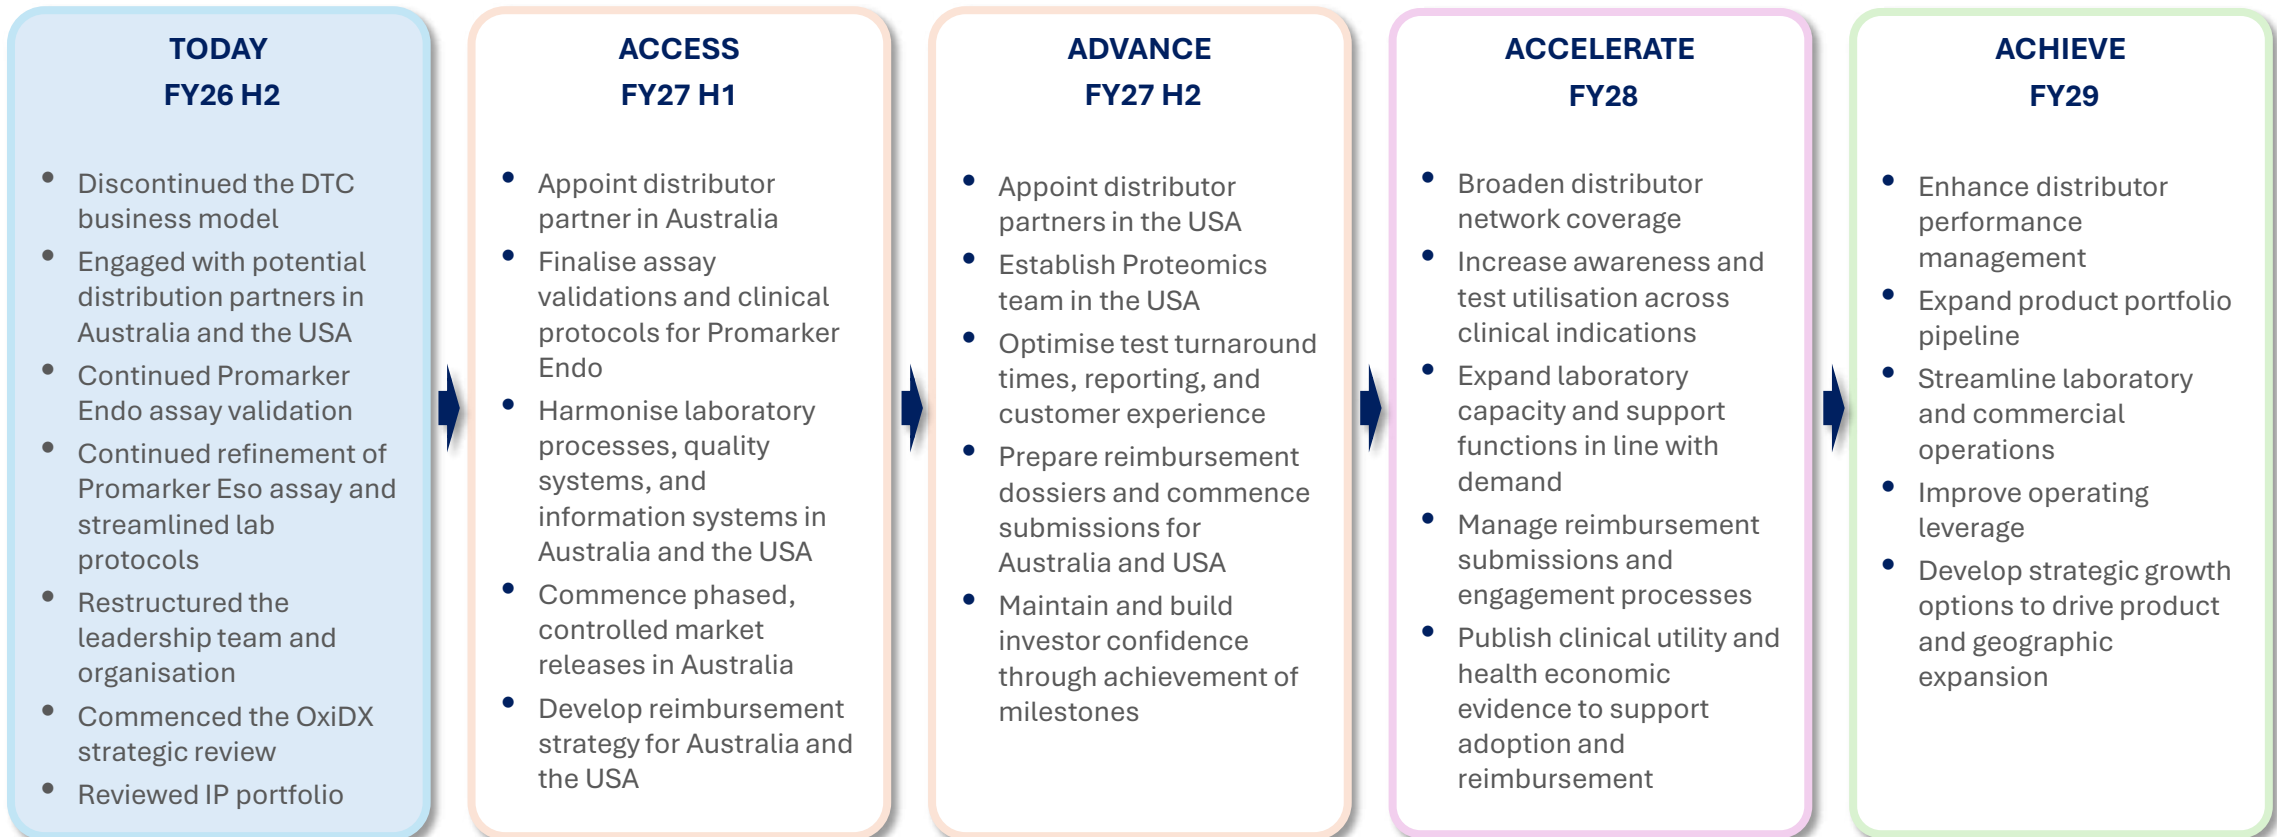 TODAY
FY26 H2
• Discontinued the DTC
business model
• Engaged with potential
distribution partners in
Australia and the USA
• Continued Promarker
Endo assay validation
• Continued refinement of
Promarker Eso assay and
streamlined lab
protocols
• Restructured the
leadership team and
organisation
• Commenced the OxiDX
strategic review
• Reviewed IP portfolio
ACCESS
FY27 H1
• Appoint distributor
partner in Australia
• Finalise assay
validations and clinical
protocols for Promarker
Endo
• Harmonise laboratory
processes, quality
systems, and
information systems in
Australia and the USA
• Commence phased,
controlled market
releases in Australia
• Develop reimbursement
strategy for Australia and
the USA
ADVANCE
FY27 H2
• Appoint distributor
partners in the USA
• Establish Proteomics
team in the USA
• Optimise test turnaround
times, reporting, and
customer experience
• Prepare reimbursement
dossiers and commence
submissions for
Australia and USA
• Maintain and build
investor confidence
through achievement of
milestones
ACCELERATE
FY28
• Broaden distributor
network coverage
• Increase awareness and
test utilisation across
clinical indications
• Expand laboratory
capacity and support
functions in line with
demand
• Manage reimbursement
submissions and
engagement processes
• Publish clinical utility and
health economic
evidence to support
adoption and
reimbursement
ACHIEVE
FY29
• Enhance distributor
performance
management
• Expand product portfolio
pipeline
• Streamline laboratory
and commercial
operations
• Improve operating
leverage
• Develop strategic growth
options to drive product
and geographic
expansion